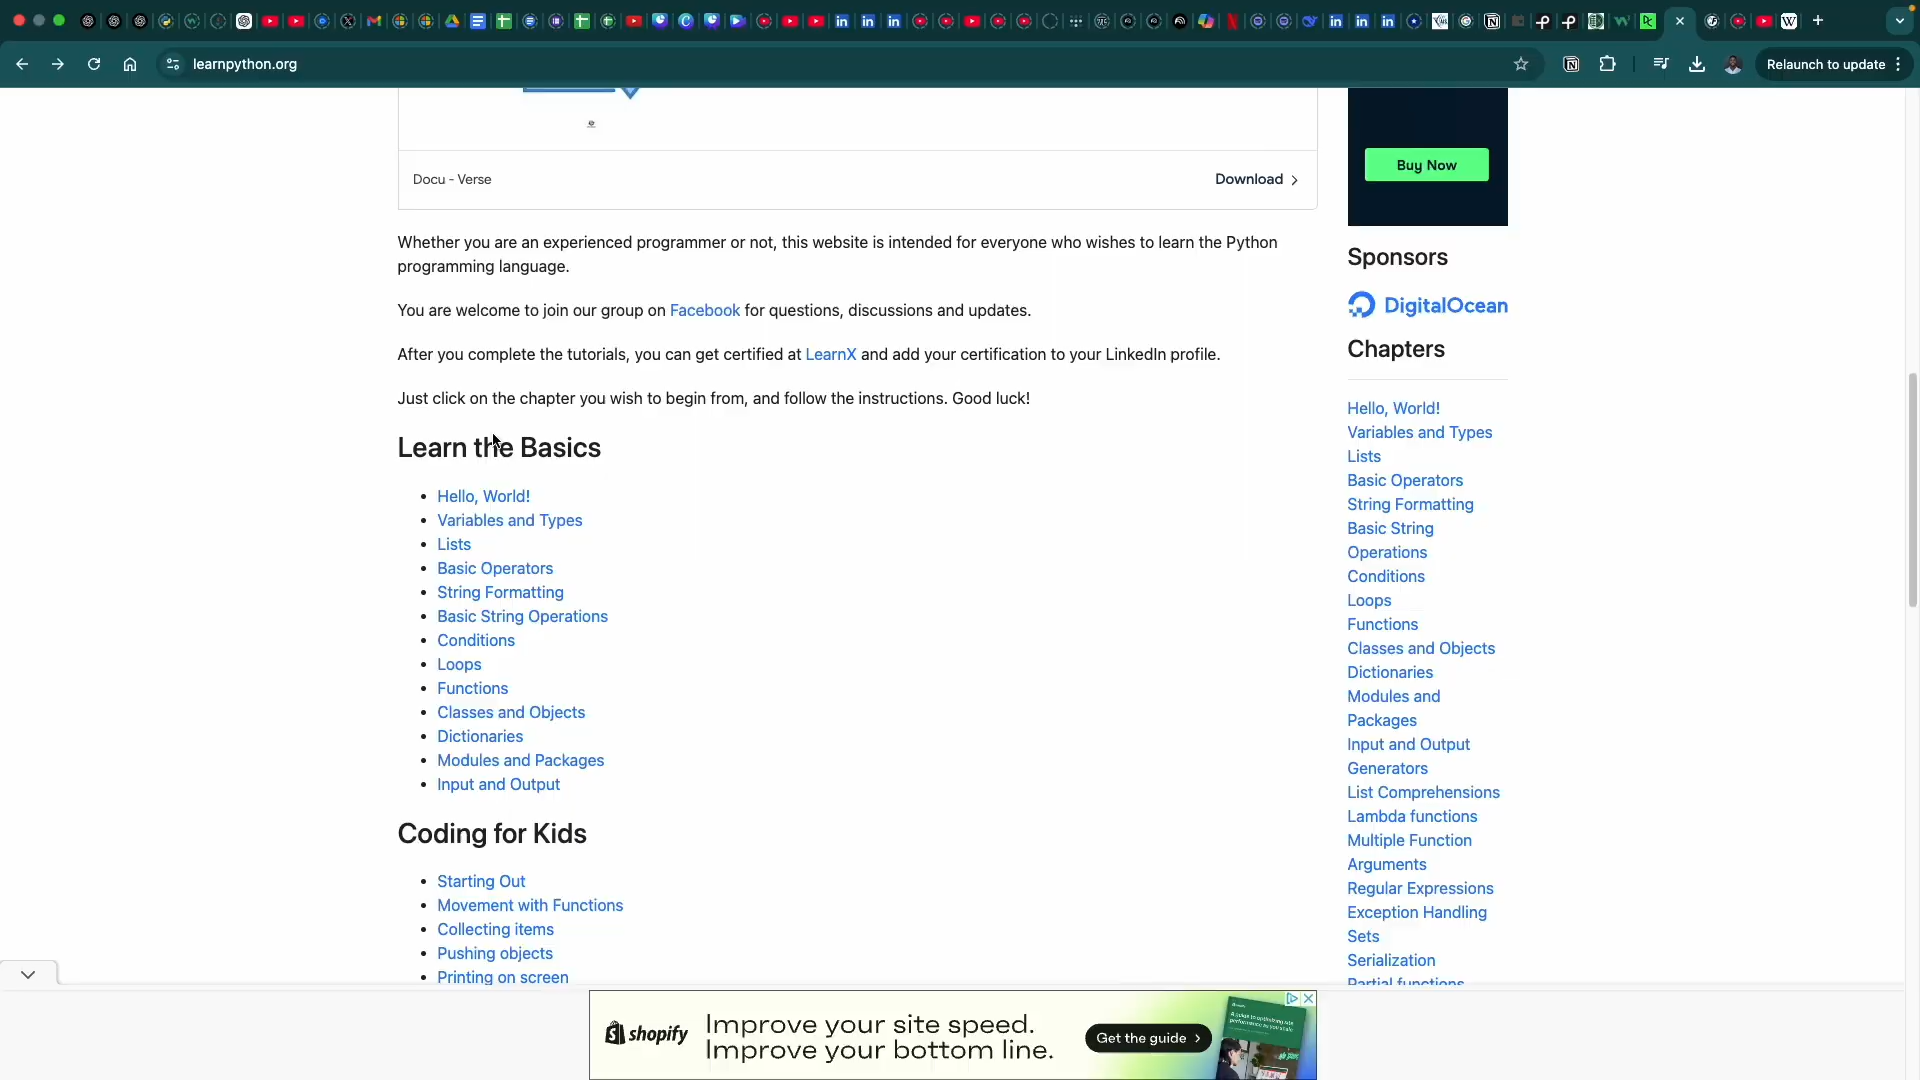 learnpython.org
Relaunch to update
Docu - Verse
Download
Whether you are an experienced programmer or not, this website is intended for everyone who wishes to learn the Python
programming language.
You are welcome to join our group on Facebook for questions, discussions and updates.
After you complete the tutorials, you can get certified at LearnX and add your certification to your LinkedIn profile.
Just click on the chapter you wish to begin from, and follow the instructions. Good luck!
Learn the Basics
Hello, World!
Variables and Types
Lists
Basic Operators
String Formatting
Basic String Operations
Conditions
Loops
Functions
Classes and Objects
Dictionaries
Modules and Packages
Input and Output
Coding for Kids
Starting Out
Movement with Functions
Collecting items
Pushing objects
Printing on screen
Buy Now
Sponsors
DigitalOcean
Chapters
Hello, World!
Variables and Types
Lists
Basic Operators
String Formatting
Basic String
Operations
Conditions
Loops
Functions
Classes and Objects
Dictionaries
Modules and
Packages
Input and Output
Generators
List Comprehensions
Lambda functions
Multiple Function
Arguments
Regular Expressions
Exception Handling
Sets
Serialization
Partial functions
shopify
Improve your site speed.
Improve your bottom line.
Get the guide